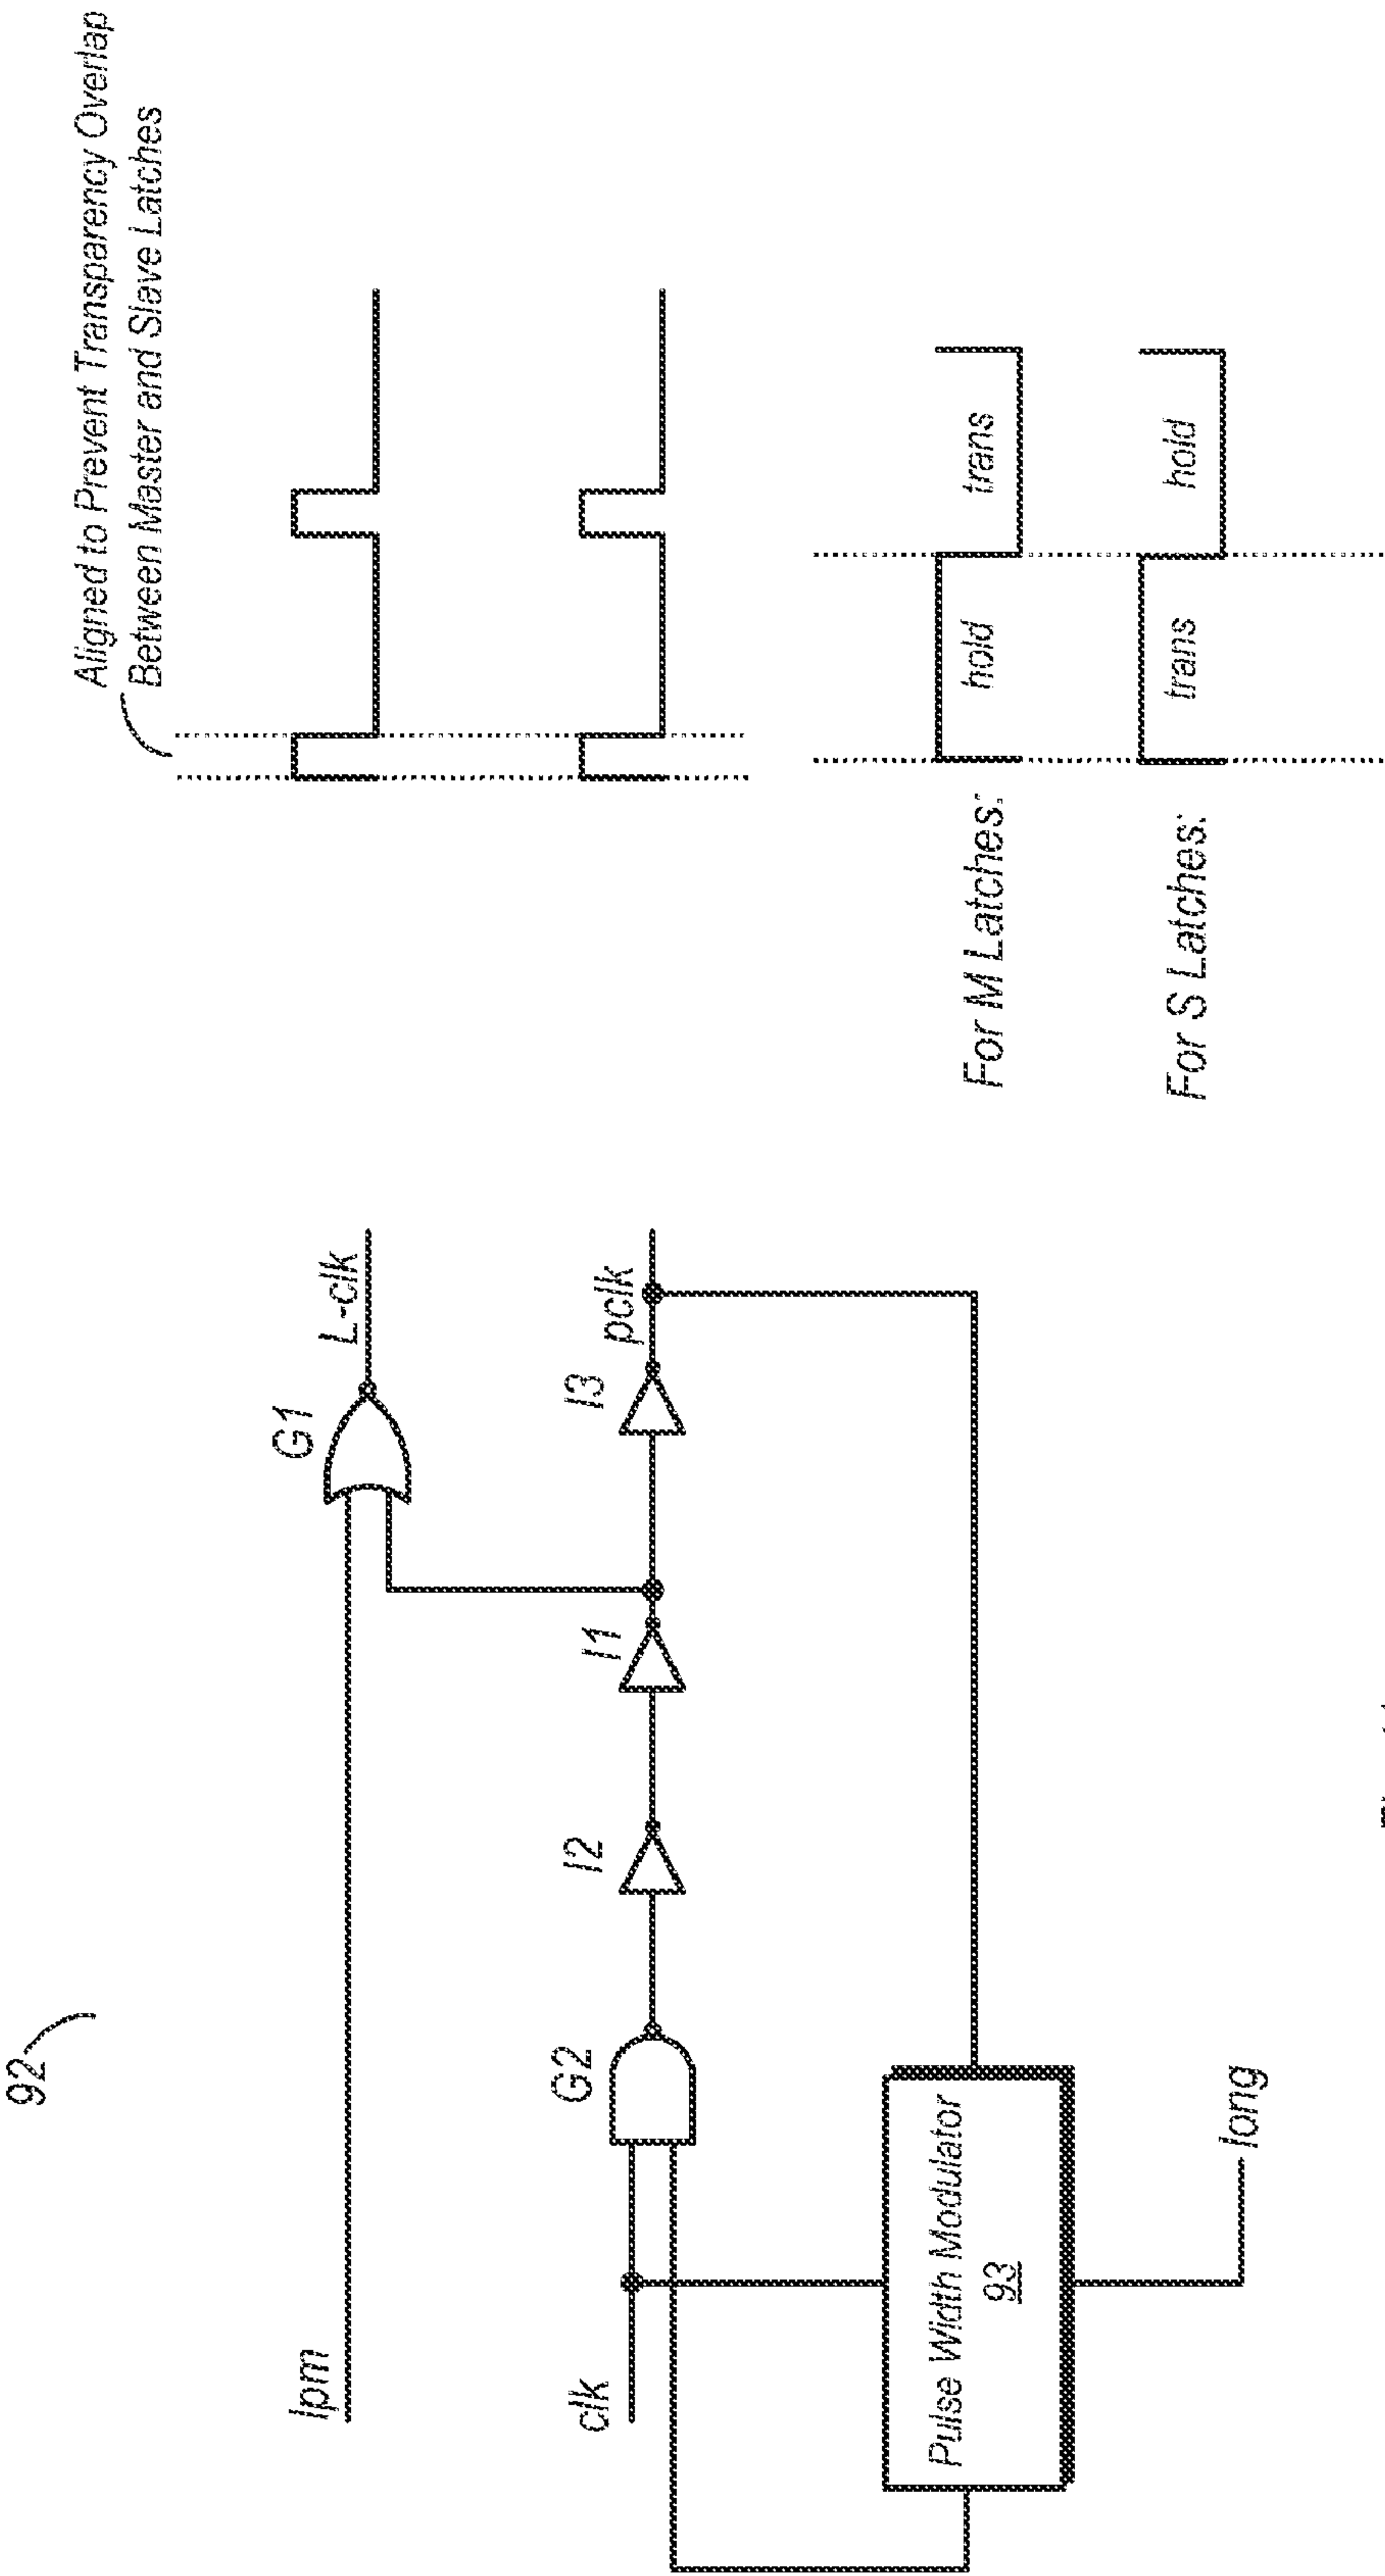 92
Aligned to Prevent Transparency Overlap
Between Master and Slave Latches
lpm
G1
L-clk
clk
G2
I2
I1
I3
pclk
Pulse Width Modulator
93
long
For M Latches:
hold
trans
For S Latches:
trans
hold